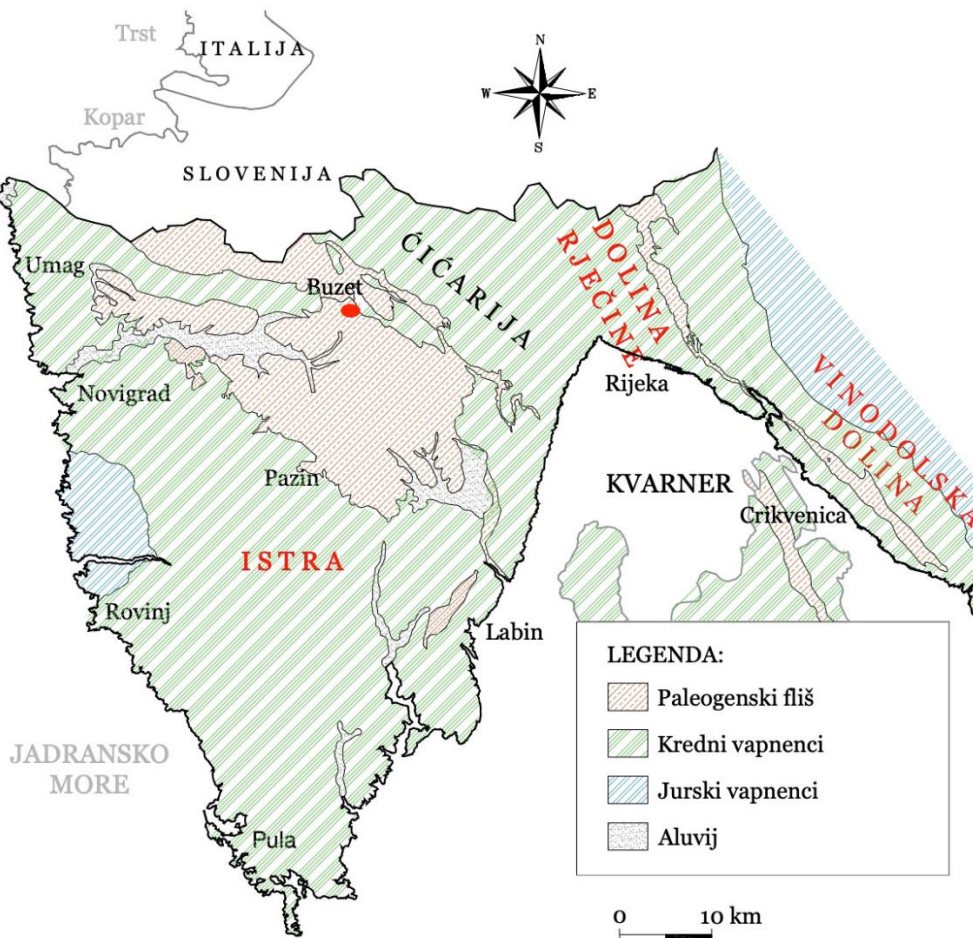 Trst
ITALIJA
Kopar
N
W
E
S
SLOVENIJA
Umag
Buzet
ĆIĆARIJA
DOLINA
RJEČINE
Novigrad
Rijeka
VINODOLSKA
DOLINA
Pazin
KVARNER
Crikvenica
ISTRA
Rovinj
Labin
LEGENDA:
Paleogenski fliš
Kredni vapnenci
Jurski vapnenci
Aluvij
JADRANSKO
MORE
Pula
0 10 km